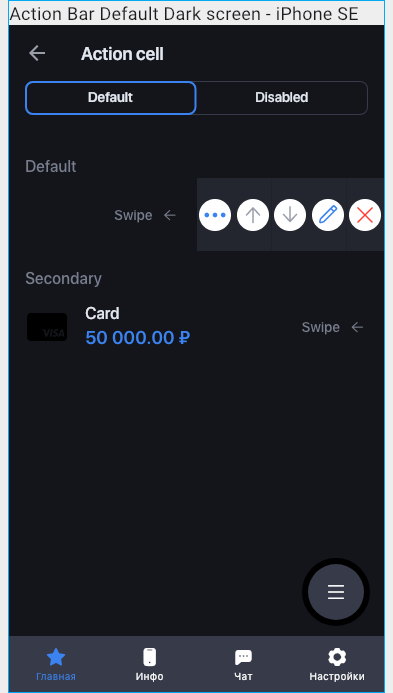 Action Bar Default Dark screen - iPhone SE
Action cell
Default Disabled
Default
Swipe
Secondary
Card
VISA
50 000.00 ₽
Swipe
Главная Инфо Чат Настройки